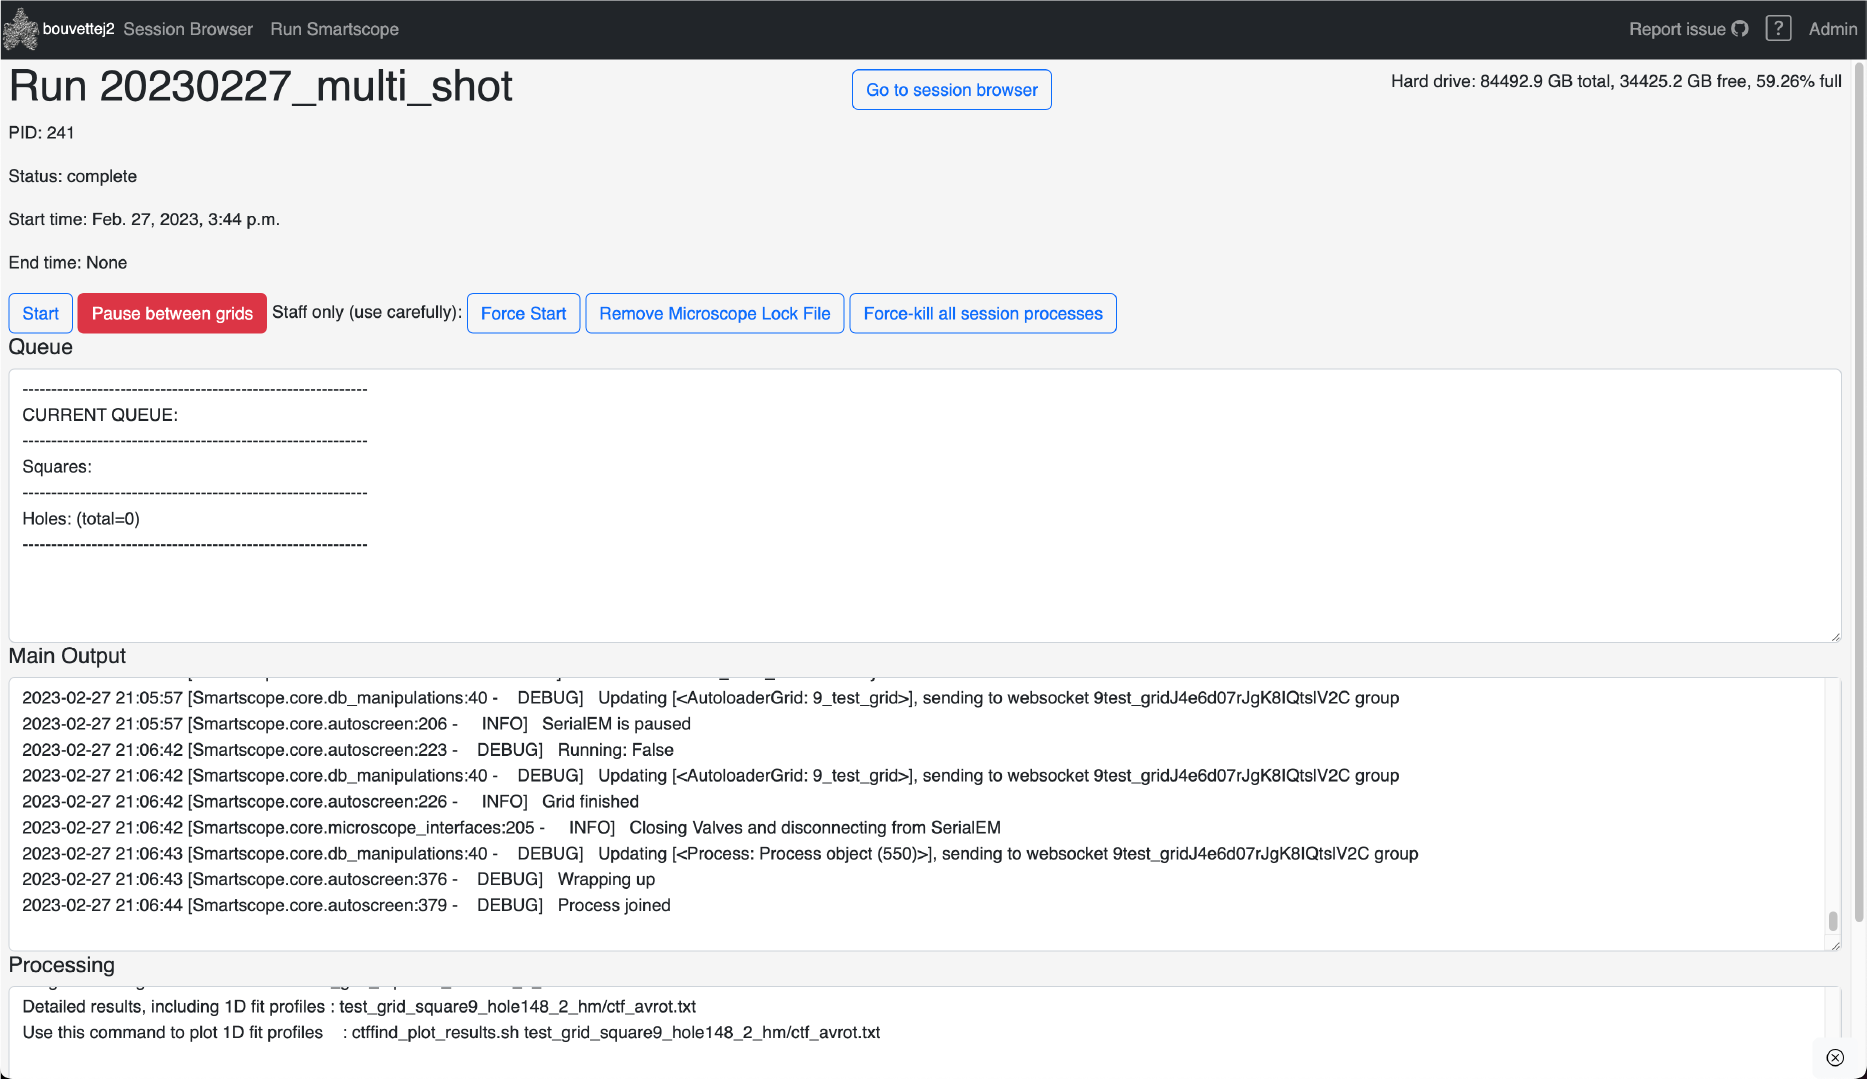 bouvettej2 Session Browser Run Smartscope Report issue ? Admin
Run 20230227_multi_shot
Go to session browser
Hard drive: 84492.9 GB total, 34425.2 GB free, 59.26% full
PID: 241
Status: complete
Start time: Feb. 27, 2023, 3:44 p.m.
End time: None
Start Pause between grids Staff only (use carefully): Force Start Remove Microscope Lock File Force-kill all session processes
Queue
------------------------------------------------------------
CURRENT QUEUE:
------------------------------------------------------------
Squares:
------------------------------------------------------------
Holes: (total=0)
------------------------------------------------------------
Main Output
2023-02-27 21:05:57 [Smartscope.core.db_manipulations:40 - DEBUG] Updating [<AutoloaderGrid: 9_test_grid>], sending to websocket 9test_gridJ4e6d07rJgK8IQtslV2C group
2023-02-27 21:05:57 [Smartscope.core.autoscreen:206 - INFO] SerialEM is paused
2023-02-27 21:06:42 [Smartscope.core.autoscreen:223 - DEBUG] Running: False
2023-02-27 21:06:42 [Smartscope.core.db_manipulations:40 - DEBUG] Updating [<AutoloaderGrid: 9_test_grid>], sending to websocket 9test_gridJ4e6d07rJgK8IQtslV2C group
2023-02-27 21:06:42 [Smartscope.core.autoscreen:226 - INFO] Grid finished
2023-02-27 21:06:42 [Smartscope.core.microscope_interfaces:205 - INFO] Closing Valves and disconnecting from SerialEM
2023-02-27 21:06:43 [Smartscope.core.db_manipulations:40 - DEBUG] Updating [<Process: Process object (550)>], sending to websocket 9test_gridJ4e6d07rJgK8IQtslV2C group
2023-02-27 21:06:43 [Smartscope.core.autoscreen:376 - DEBUG] Wrapping up
2023-02-27 21:06:44 [Smartscope.core.autoscreen:379 - DEBUG] Process joined
Processing
Detailed results, including 1D fit profiles : test_grid_square9_hole148_2_hm/ctf_avrot.txt
Use this command to plot 1D fit profiles : ctffind_plot_results.sh test_grid_square9_hole148_2_hm/ctf_avrot.txt